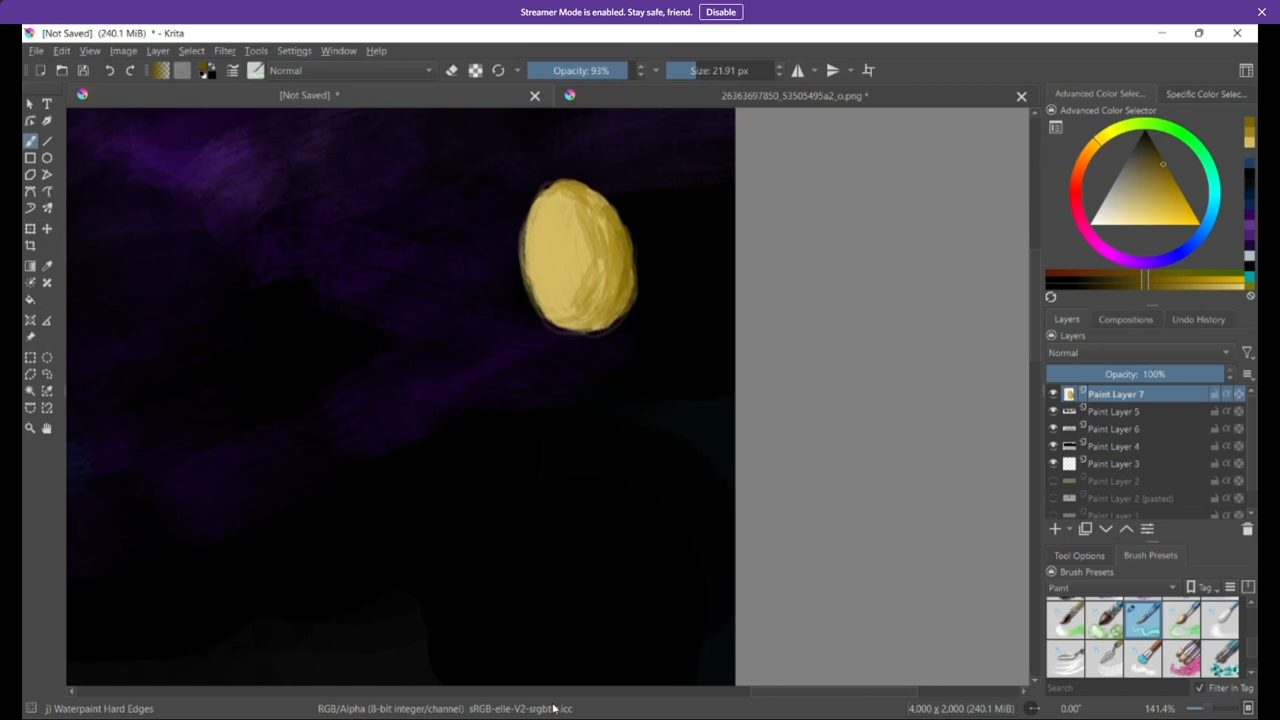 Streamer Mode is enabled. Stay safe, friend. Disable
[Not Saved] (240.1 MiB) * - Krita
File Edit View Image Layer Select Filter Tools Settings Window Help
Normal Opacity: 93% Size: 21.91 px
[Not Saved] * 26363697850_53505495a2_o.png *
Advanced Color Selec... Specific Color Selec...
Advanced Color Selector
Layers Compositions Undo History
Layers
Normal
Opacity: 100%
Paint Layer 7
Paint Layer 5
Paint Layer 6
Paint Layer 4
Paint Layer 3
Paint Layer 2
Paint Layer 2 (pasted)
Paint Layer 1
Tool Options Brush Presets
Brush Presets
Paint Tag
Search Filter in Tag
j) Waterpaint Hard Edges RGB/Alpha (8-bit integer/channel) 4,000 x 2,000 (240.1 MiB) 0.00° 141.4%